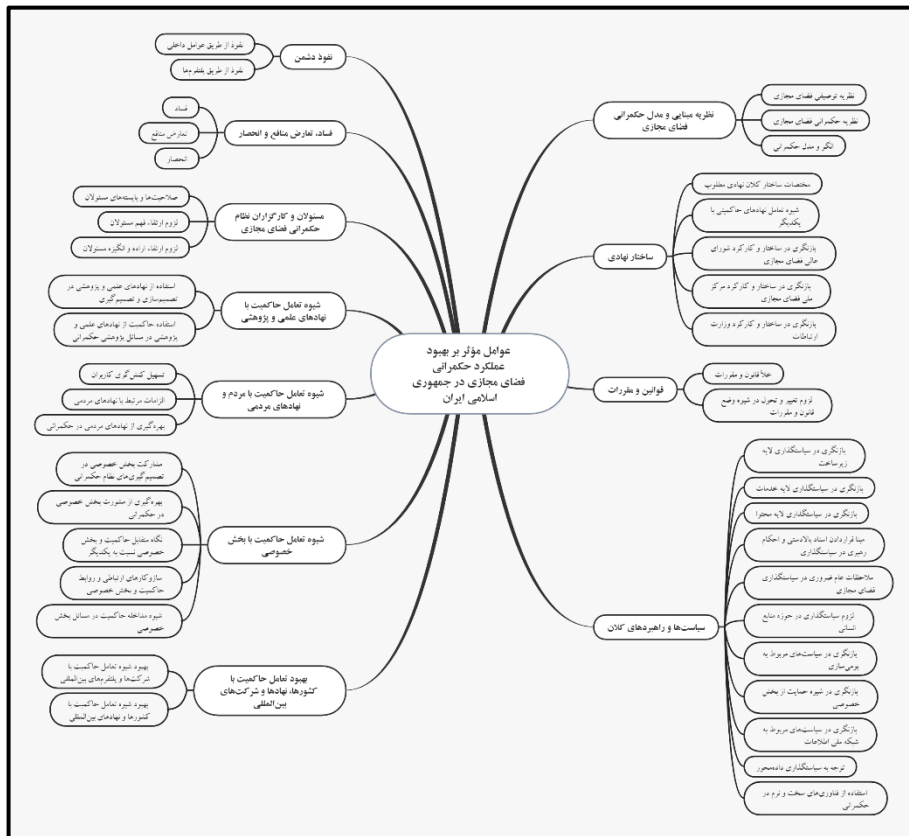 عوامل مؤثر بر بهبود
عملکرد حکمرانی
فضای مجازی در جمهوری
اسلامی ایران
نظریه مبنایی و مدل حکمرانی
فضای مجازی
نظریه توصیفی فضای مجازی
نظریه حکمرانی فضای مجازی
الگو و مدل حکمرانی
ساختار نهادی
مختصات ساختار کلان نهادی مطلوب
شیوه تعامل نهادهای حاکمیتی با
یکدیگر
بازنگری در ساختار و کارکرد شورای
عالی فضای مجازی
بازنگری در ساختار و کارکرد مرکز
ملی فضای مجازی
بازنگری در ساختار و کارکرد وزارت
ارتباطات
قوانین و مقررات
خلأ قانون و مقررات
لزوم تغییر و تحول در شیوه وضع
قانون و مقررات
سیاست‌ها و راهبردهای کلان
بازنگری در سیاستگذاری لایه
زیرساخت
بازنگری در سیاستگذاری لایه خدمات
بازنگری در سیاستگذاری لایه محتوا
مبنا قراردادن اسناد بالادستی و احکام
رهبری در سیاستگذاری
ملاحظات عام ضروری در سیاستگذاری
فضای مجازی
لزوم سیاستگذاری در حوزه منابع
انسانی
بازنگری در سیاست‌های مربوط به
بومی‌سازی
بازنگری در شیوه حمایت از بخش
خصوصی
بازنگری در سیاست‌های مربوط به
شبکه ملی اطلاعات
توجه به سیاستگذاری داده‌محور
استفاده از فناوری‌های سخت و نرم در
حکمرانی
نفوذ دشمن
نفوذ از طریق عوامل داخلی
نفوذ از طریق پلتفرم‌ها
فساد، تعارض منافع و انحصار
فساد
تعارض منافع
انحصار
مسئولان و کارگزاران نظام
حکمرانی فضای مجازی
صلاحیت‌ها و بایسته‌های مسئولان
لزوم ارتقاء فهم مسئولان
لزوم ارتقاء اراده و انگیزه مسئولان
شیوه تعامل حاکمیت با
نهادهای علمی و پژوهشی
استفاده از نهادهای علمی و پژوهشی در
تصمیم‌سازی و تصمیم‌گیری
استفاده حاکمیت از نهادهای علمی و
پژوهشی در مسائل پژوهشی حکمرانی
شیوه تعامل حاکمیت با مردم و
نهادهای مردمی
تسهیل کنش‌گری کاربران
الزامات مرتبط با نهادهای مردمی
بهره‌گیری از نهادهای مردمی در حکمرانی
شیوه تعامل حاکمیت با بخش
خصوصی
مشارکت بخش خصوصی در
تصمیم‌گیری‌های نظام حکمرانی
بهره‌گیری از مشورت بخش خصوصی
در حکمرانی
نگاه متقابل حاکمیت و بخش
خصوصی نسبت به یکدیگر
سازوکارهای ارتباطی و روابط
حاکمیت و بخش خصوصی
شیوه مداخله حاکمیت در مسائل بخش
خصوصی
بهبود تعامل حاکمیت با
کشورها، نهادها و شرکت‌های
بین‌المللی
بهبود شیوه تعامل حاکمیت با
شرکت‌ها و پلتفرم‌های بین‌المللی
بهبود شیوه تعامل حاکمیت با
کشورها و نهادهای بین‌المللی